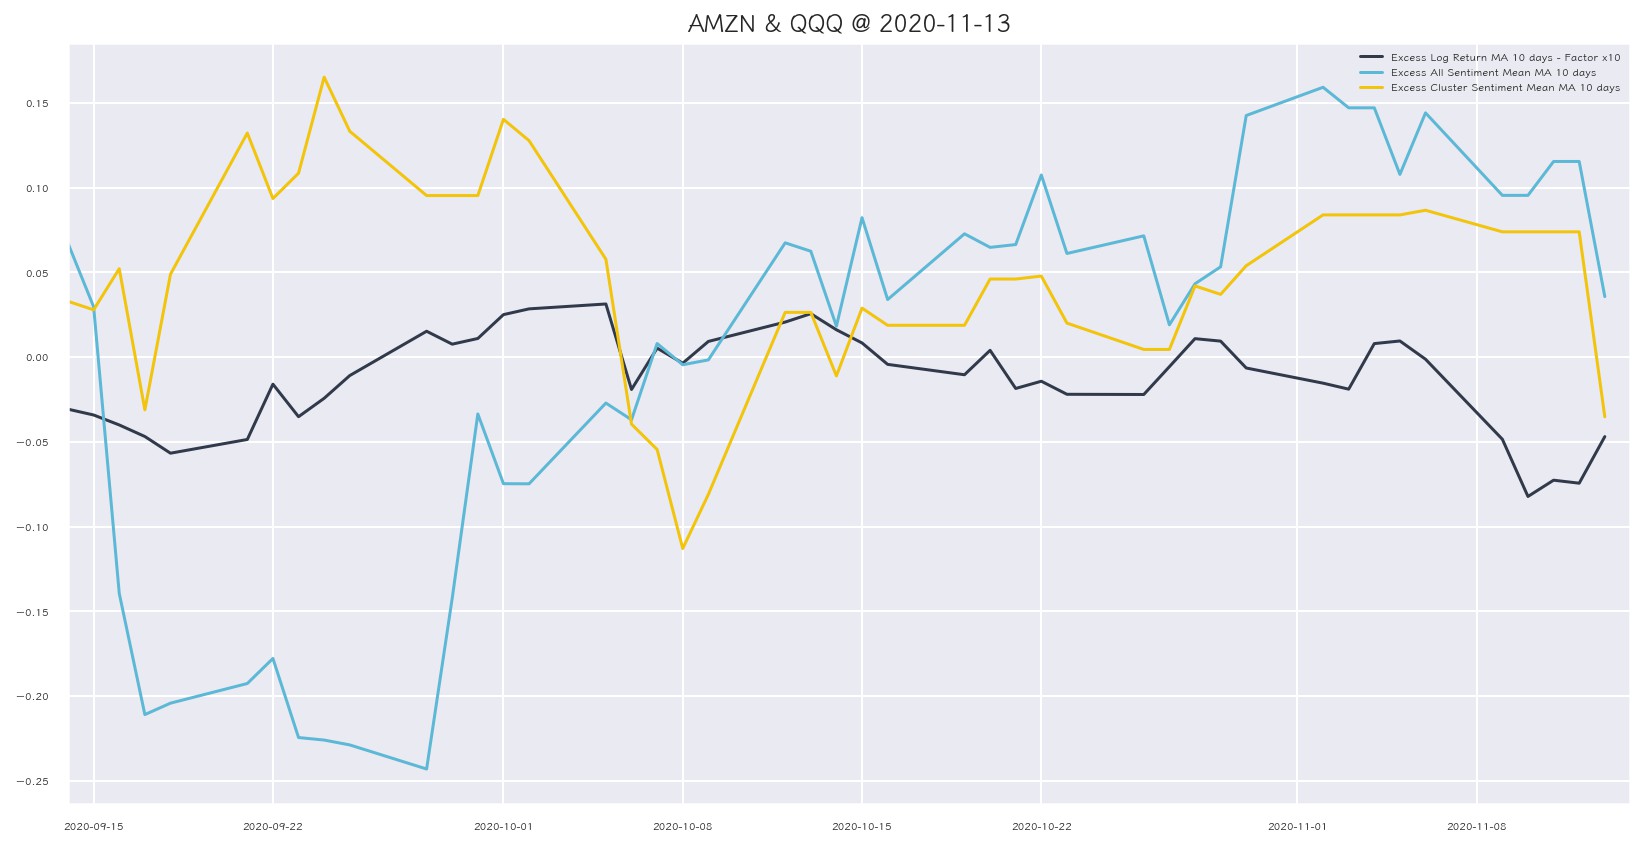 AMZN & QQQ @ 2020-11-13
Excess Log Return MA 10 days - Factor x10
Excess All Sentiment Mean MA 10 days
Excess Cluster Sentiment Mean MA 10 days
0.15
0.10
0.05
0.00
−0.05
−0.10
−0.15
−0.20
−0.25
2020-09-15 2020-09-22 2020-10-01 2020-10-08 2020-10-15 2020-10-22 2020-11-01 2020-11-08